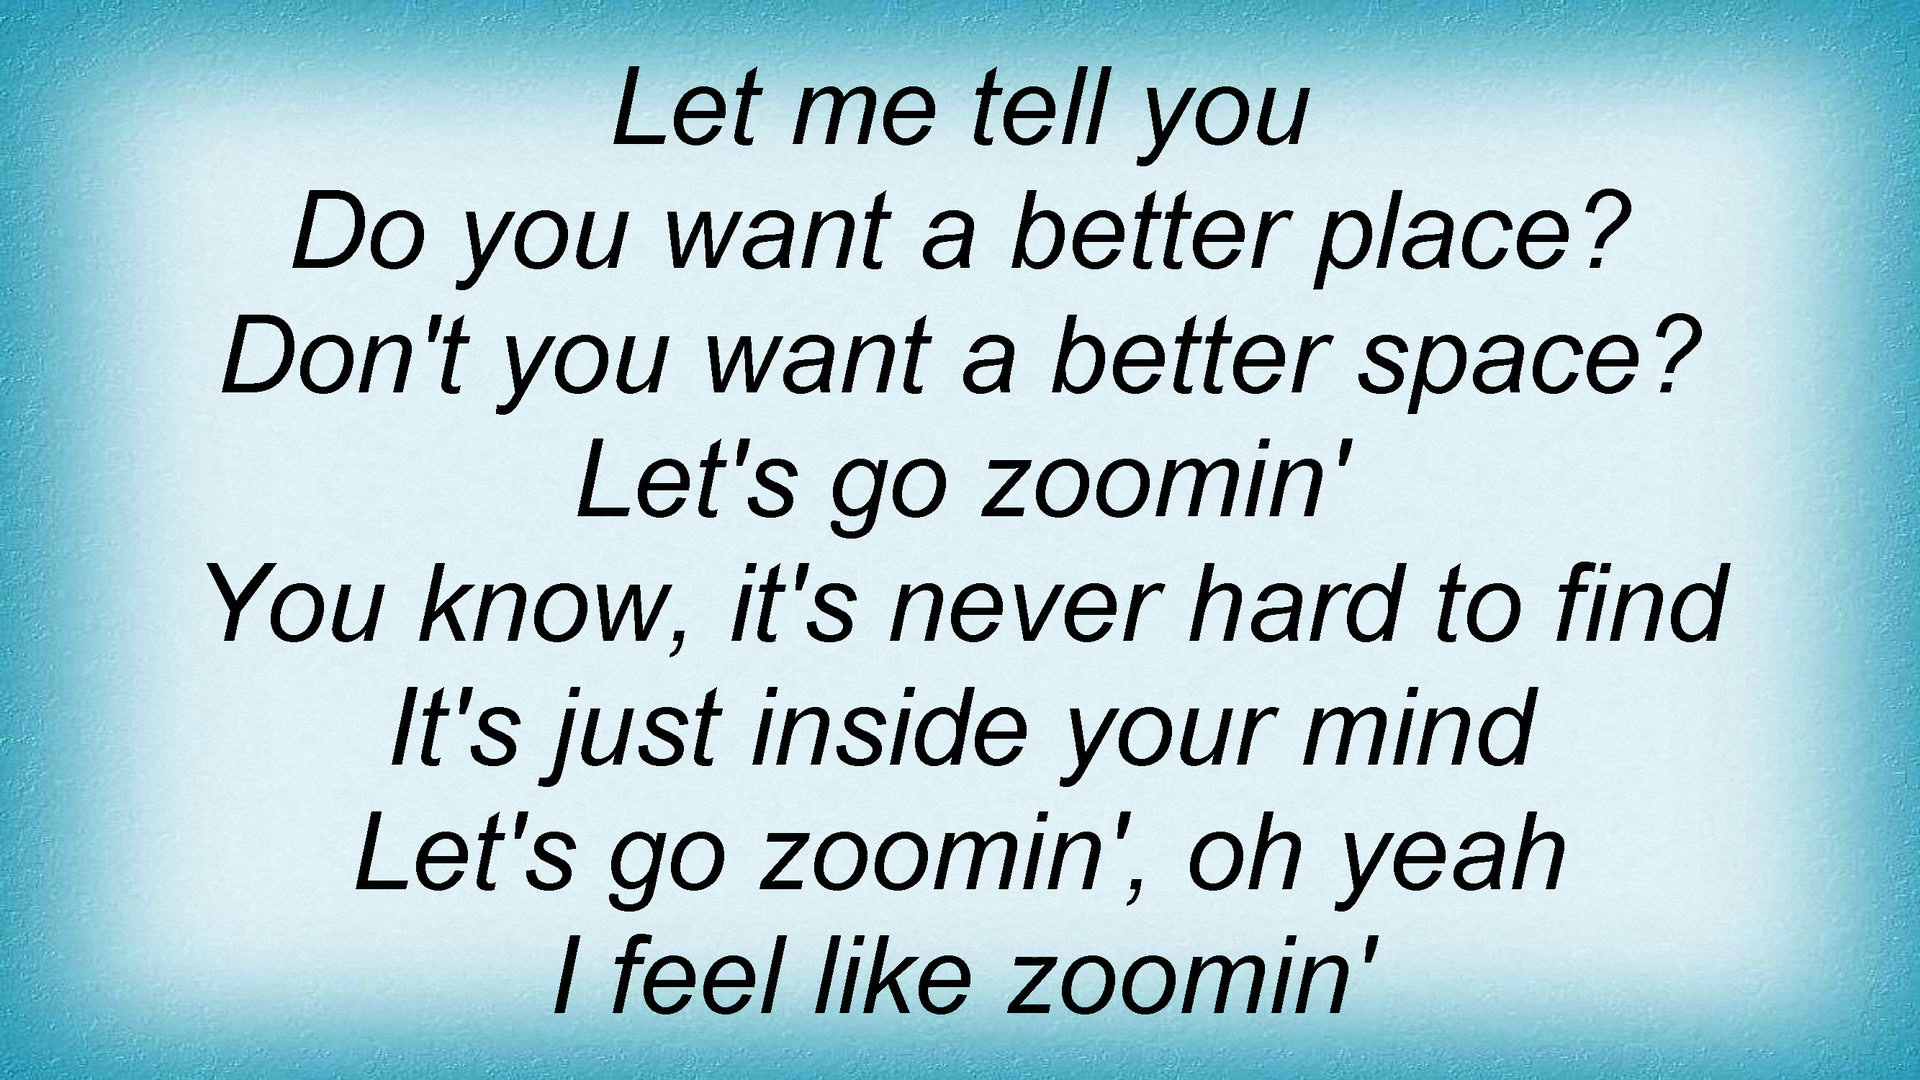 Let me tell you
Do you want a better place?
Don't you want a better space?
Let's go zoomin'
You know, it's never hard to find
It's just inside your mind
Let's go zoomin', oh yeah
I feel like zoomin'